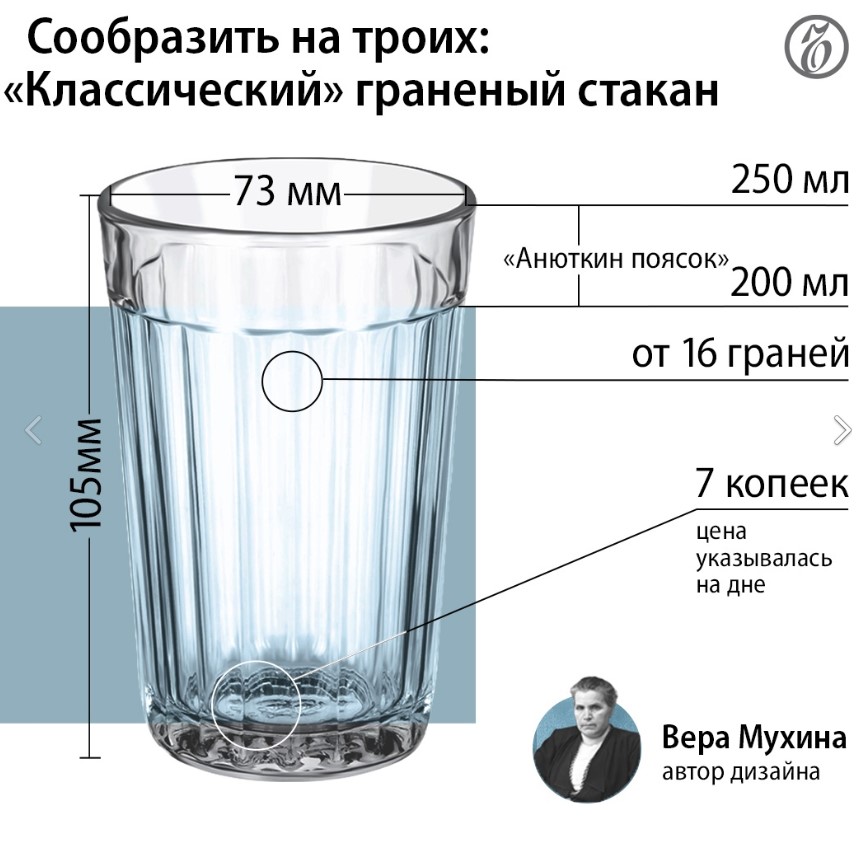 Сообразить на троих:
«Классический» граненый стакан
73 мм
250 мл
«Анюткин поясок»
200 мл
от 16 граней
105мм
7 копеек
цена
указывалась
на дне
Вера Мухина
автор дизайна